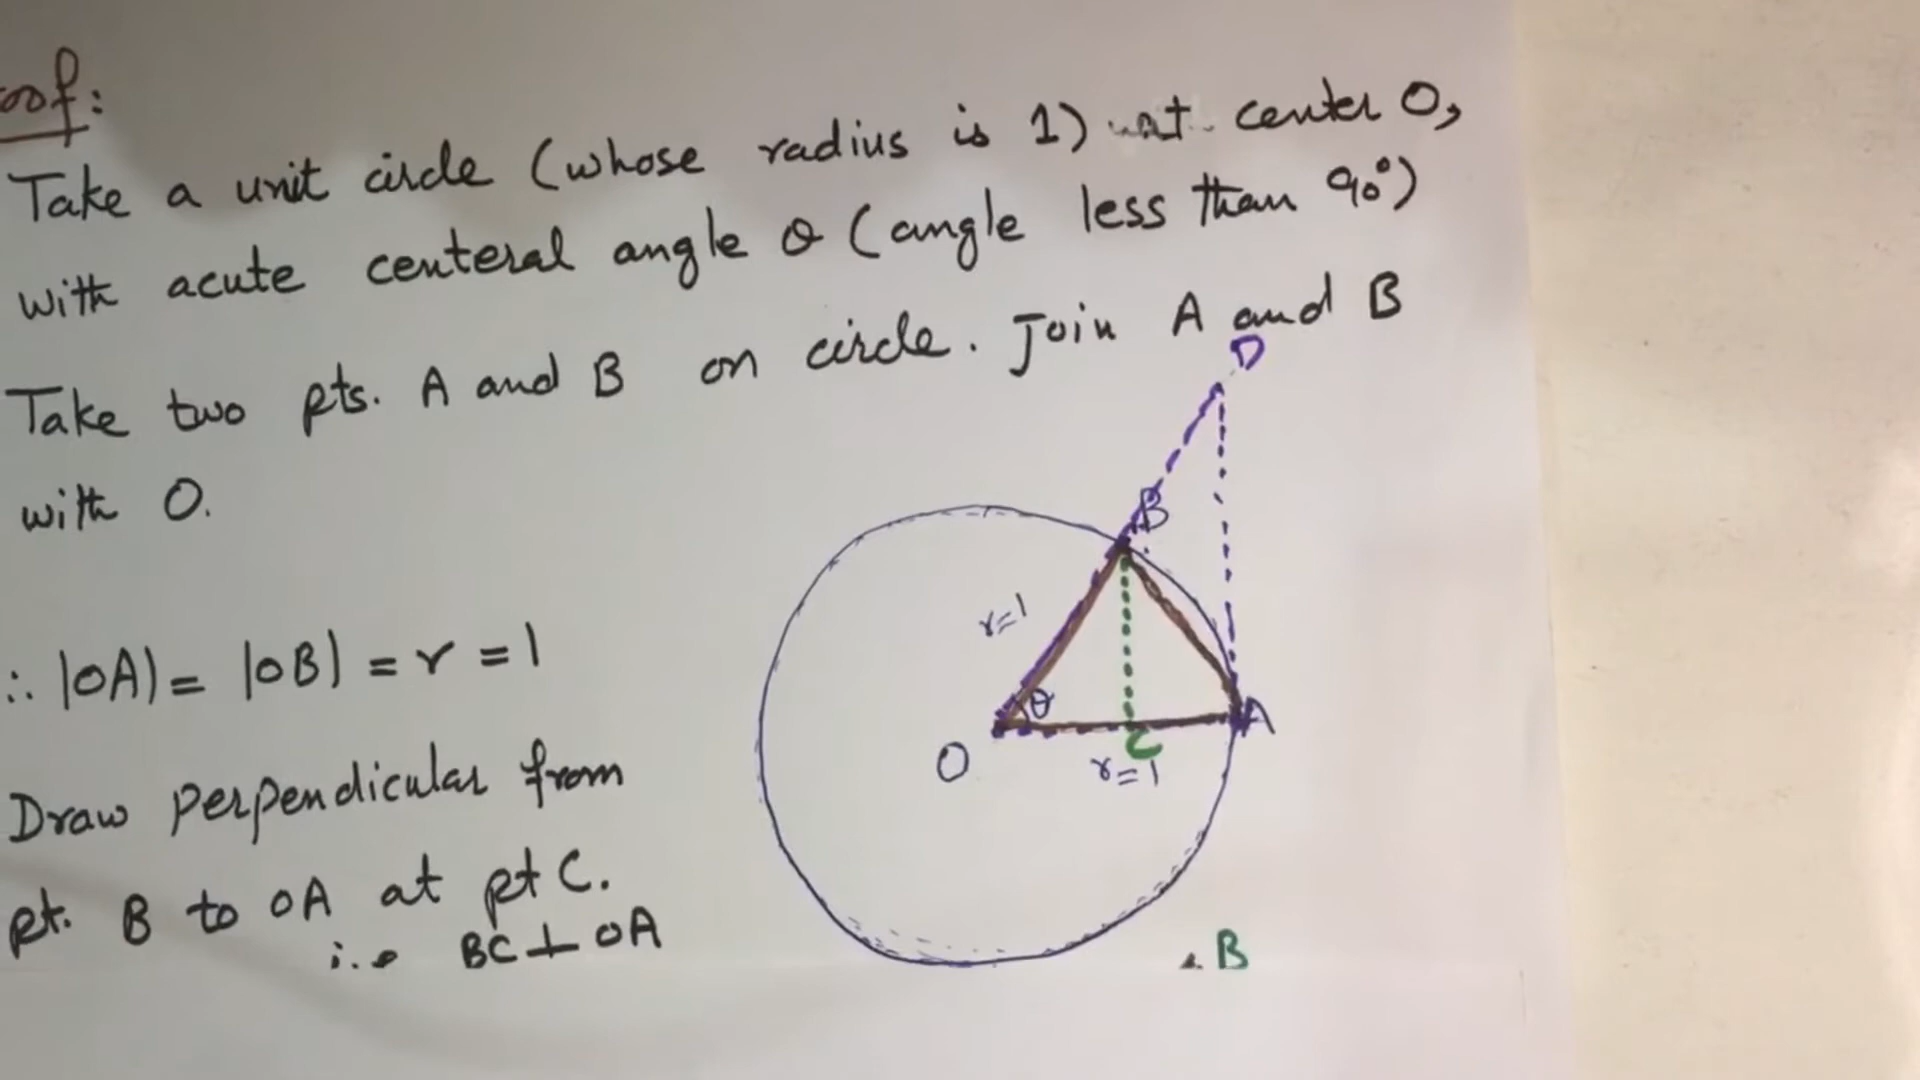 oof:
Take a unit circle (whose radius is 1) at center O,
with acute centeral angle θ (angle less than 90°)
Take two pts. A and B on circle. Join A and B
with O.
D
B
r=1
θ
A
C
O
r=1
∴ |OA| = |OB| = r = 1
Draw perpendicular from
pt. B to OA at pt C.
i.e BC⊥OA
B